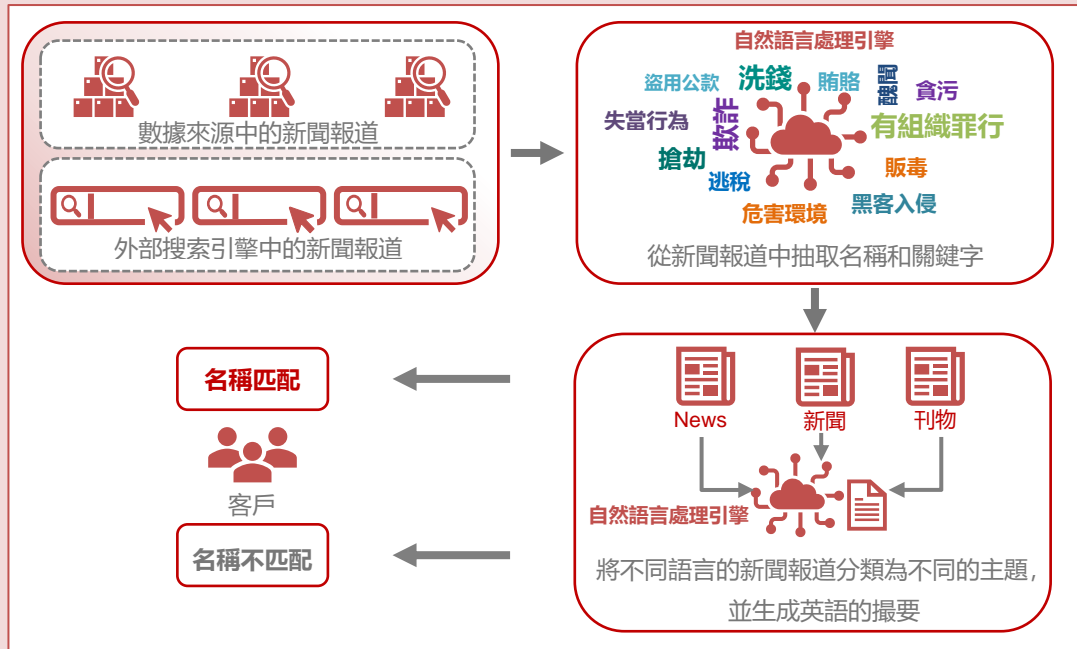 數據來源中的新聞報道
外部搜索引擎中的新聞報道
自然語言處理引擎
盜用公款
洗錢
賄賂
醜聞
貪污
失當行為
欺詐
有組織罪行
搶劫
逃稅
販毒
危害環境
黑客入侵
從新聞報道中抽取名稱和關鍵字
News
新聞
刊物
自然語言處理引擎
將不同語言的新聞報道分類為不同的主題，
並生成英語的撮要
名稱匹配
客戶
名稱不匹配